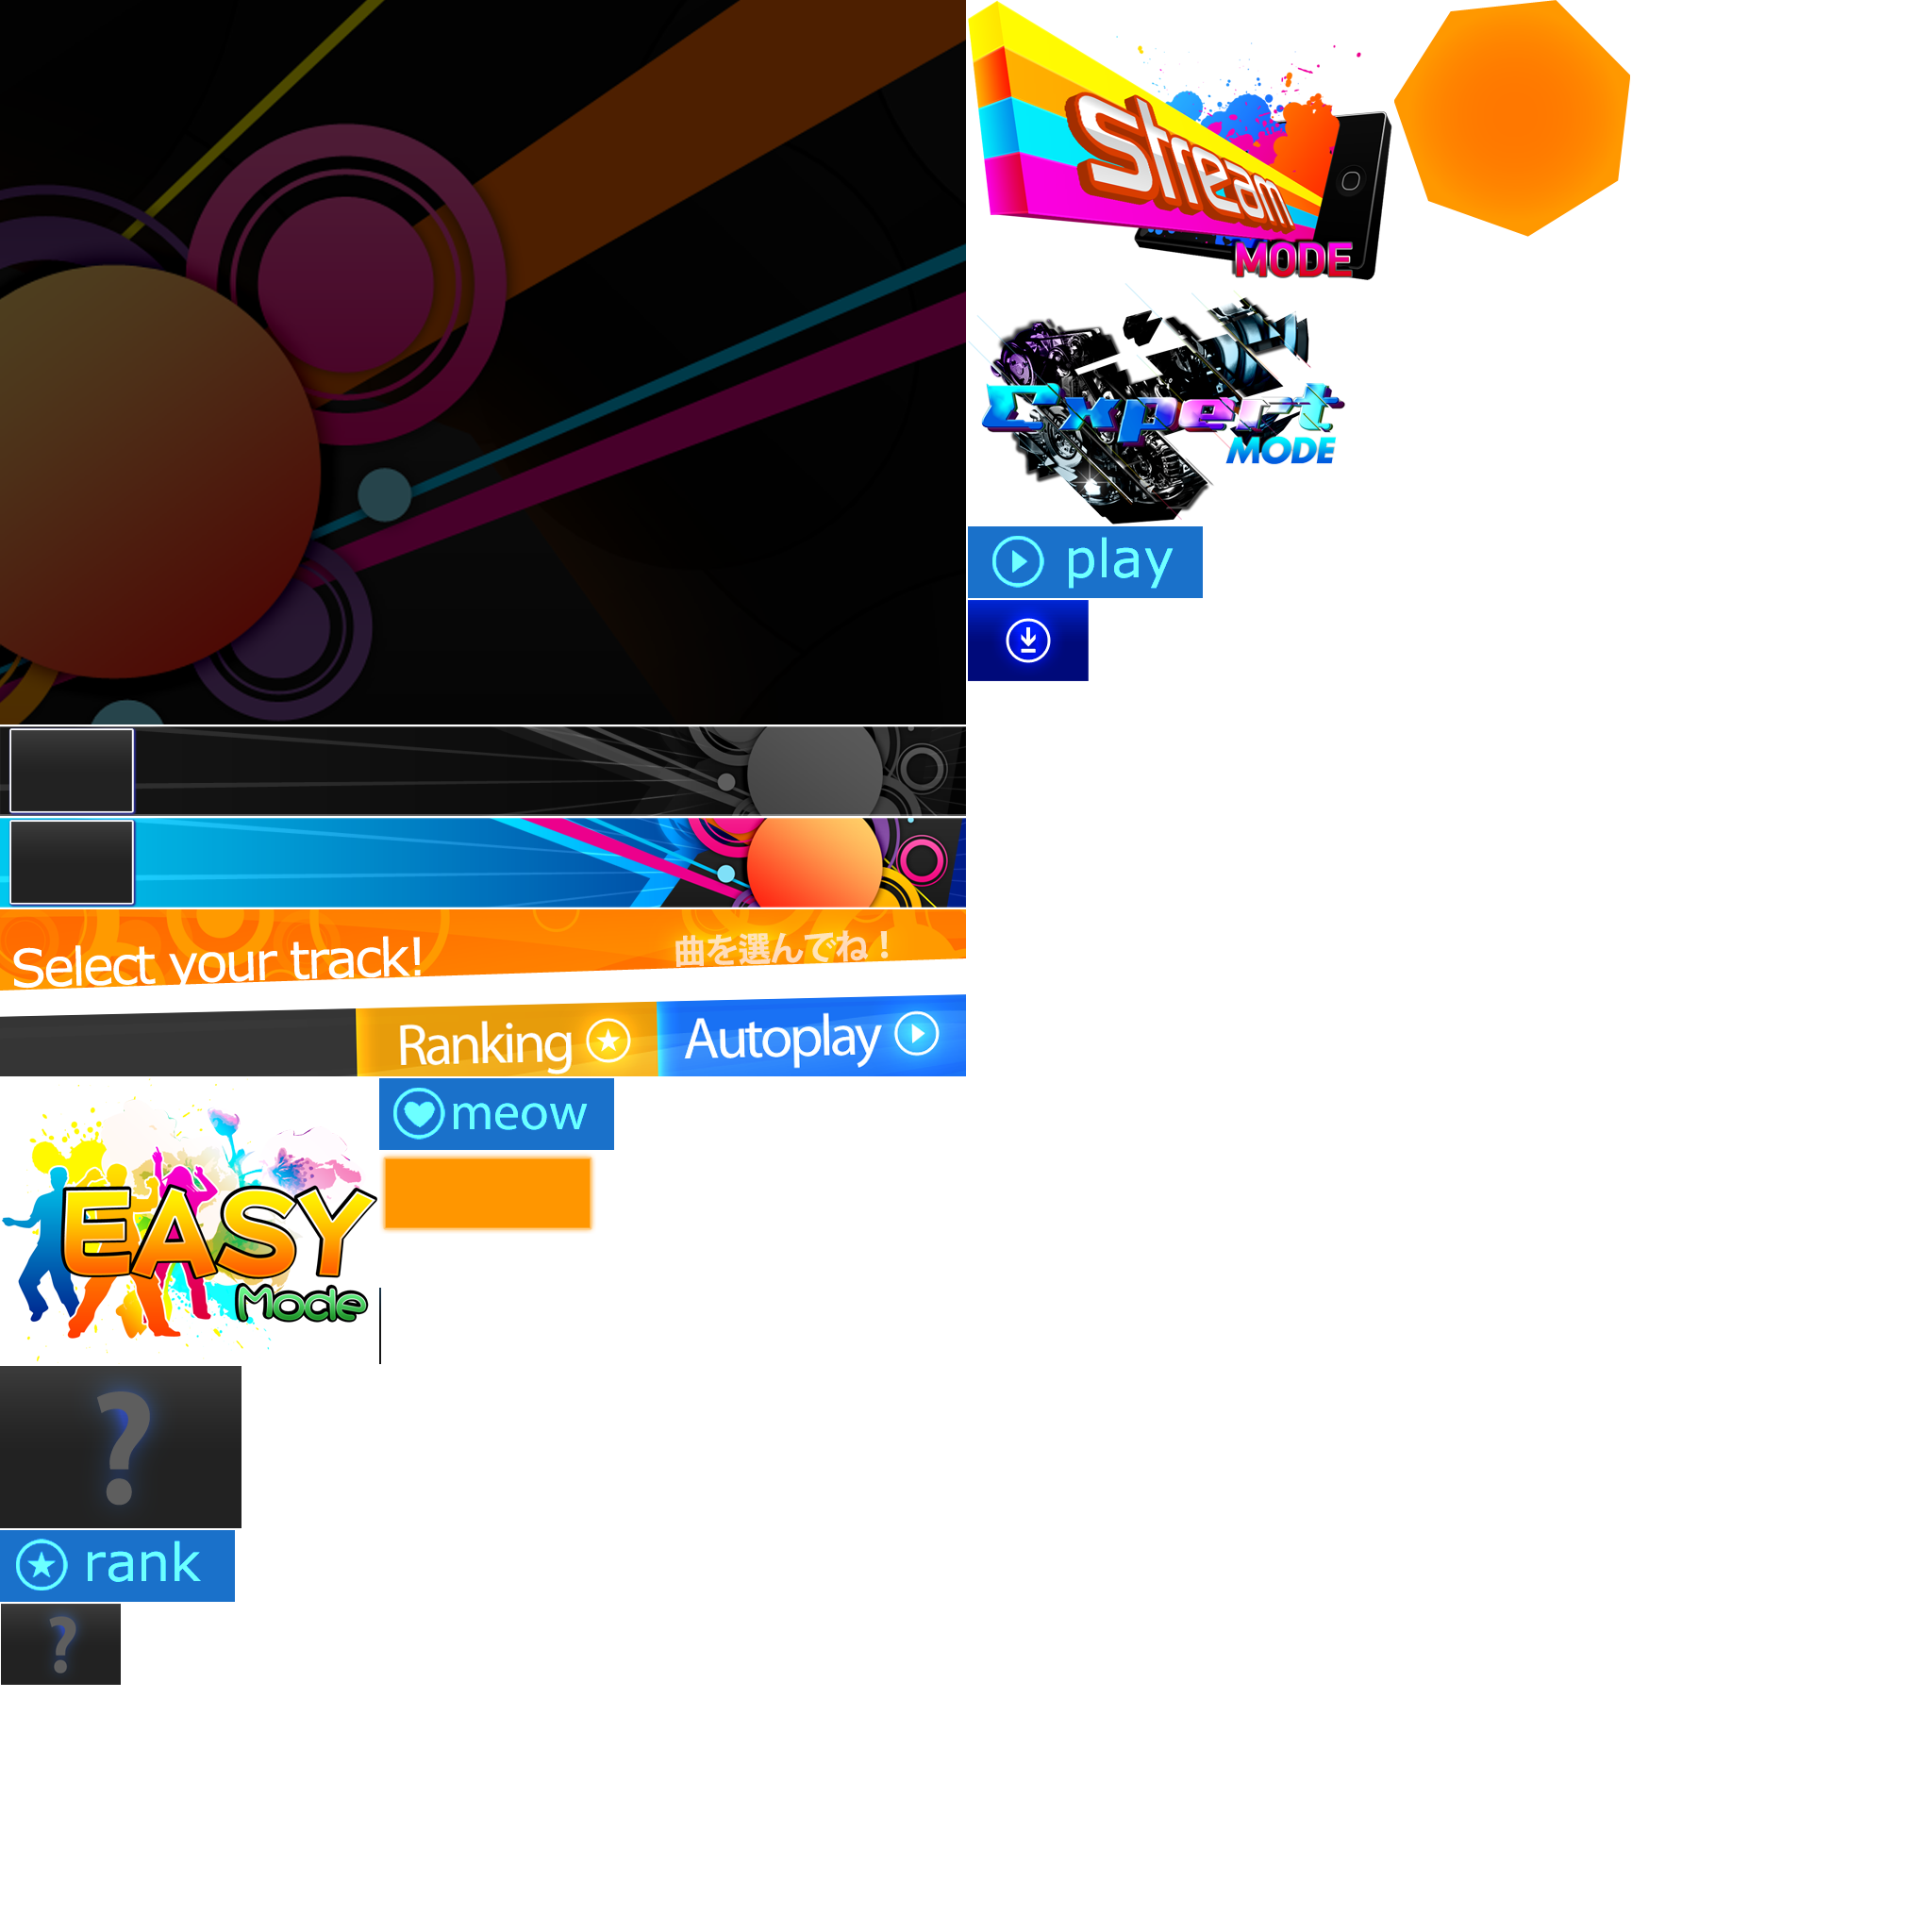 Stream
MODE
Expert
MODE
play
Select your track!
曲を選んでね！
Ranking
Autoplay
meow
EASY
Mode
?
rank
?